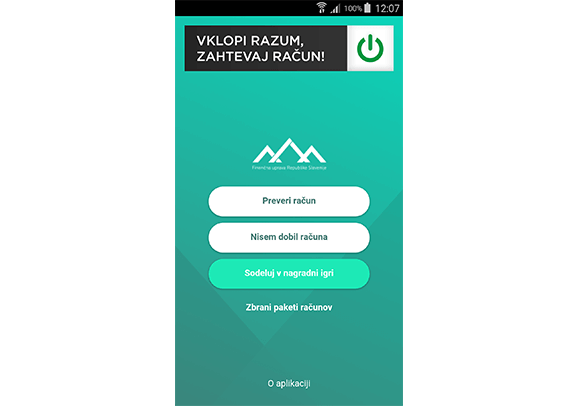 100% 12:07
VKLOPI RAZUM,
ZAHTEVAJ RAČUN!
Finančna uprava Republike Slovenije
Preveri račun
Nisem dobil računa
Sodeluj v nagradni igri
Zbrani paketi računov
O aplikaciji